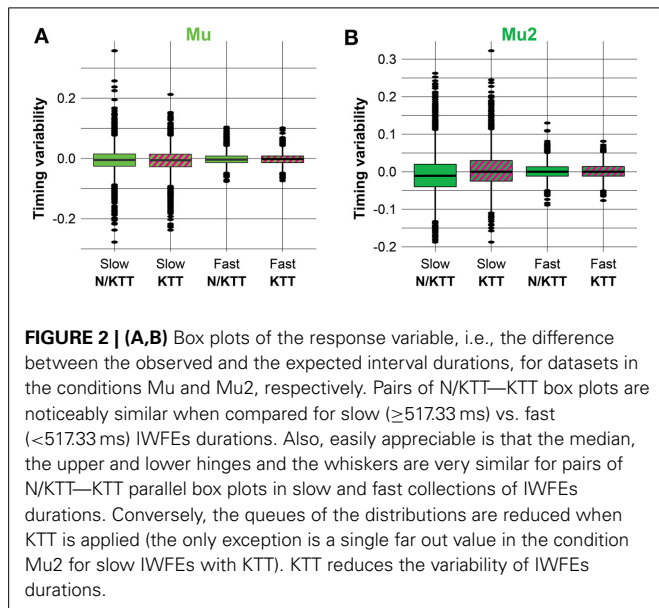 A
Mu
Timing variability
0.2
0.0
-0.2
Slow
N/KTT
Slow
KTT
Fast
N/KTT
Fast
KTT
B
Mu2
Timing variability
0.3
0.2
0.1
0.0
-0.1
-0.2
Slow
N/KTT
Slow
KTT
Fast
N/KTT
Fast
KTT
FIGURE 2 | (A,B) Box plots of the response variable, i.e., the difference
between the observed and the expected interval durations, for datasets in
the conditions Mu and Mu2, respectively. Pairs of N/KTT—KTT box plots are
noticeably similar when compared for slow (≥517.33 ms) vs. fast
(<517.33 ms) IWFEs durations. Also, easily appreciable is that the median,
the upper and lower hinges and the whiskers are very similar for pairs of
N/KTT—KTT parallel box plots in slow and fast collections of IWFEs
durations. Conversely, the queues of the distributions are reduced when
KTT is applied (the only exception is a single far out value in the condition
Mu2 for slow IWFEs with KTT). KTT reduces the variability of IWFEs
durations.